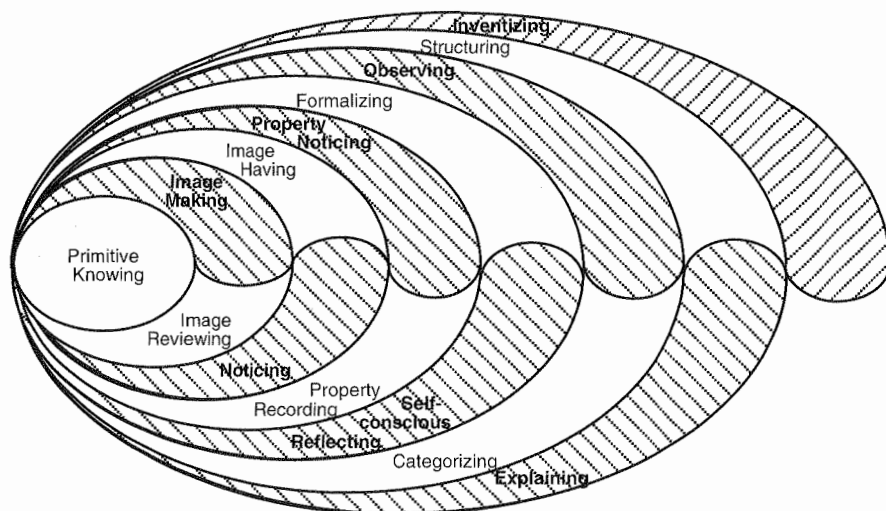 Inventizing
Structuring
Observing
Formalizing
Property
Noticing
Image
Having
Image
Making
Primitive
Knowing
Image
Reviewing
Noticing
Property
Recording
Self-
conscious
Reflecting
Categorizing
Explaining